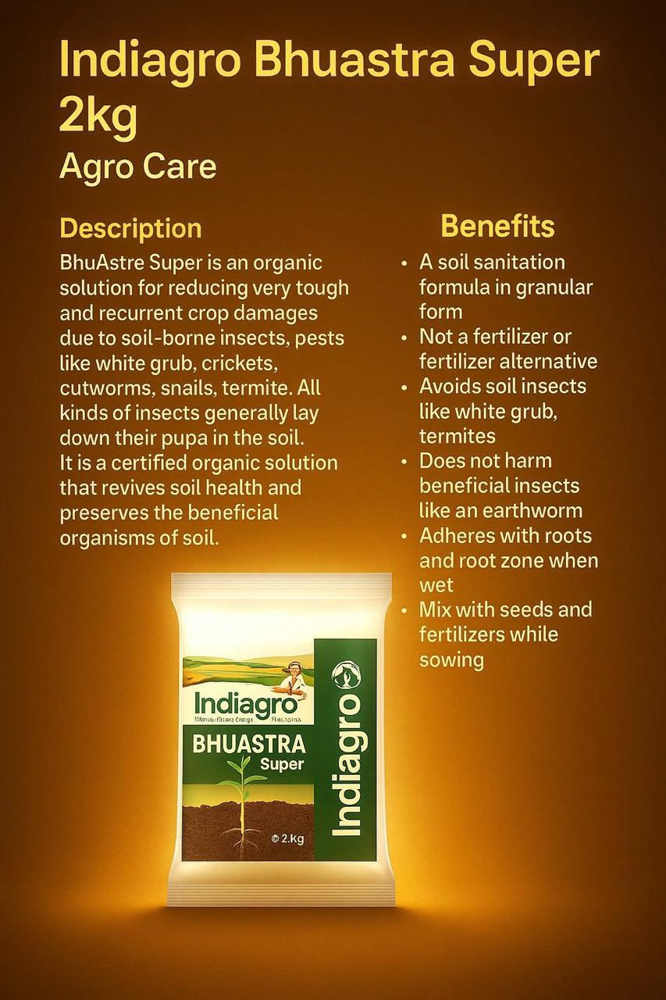 Indiagro Bhuastra Super
2kg
Agro Care
Description
BhuAstre Super is an organic
solution for reducing very tough
and recurrent crop damages
due to soil-borne insects, pests
like white grub, crickets,
cutworms, snails, termite. All
kinds of insects generally lay
down their pupa in the soil.
It is a certified organic solution
that revives soil health and
preserves the beneficial
organisms of soil.
Benefits
• A soil sanitation
formula in granular
form
• Not a fertilizer or
fertilizer alternative
• Avoids soil insects
like white grub,
termites
• Does not harm
beneficial insects
like an earthworm
• Adheres with roots
and root zone when
wet
• Mix with seeds and
fertilizers while
sowing
Indiagro
BHUASTRA
Super
© 2.kg
Indiagro